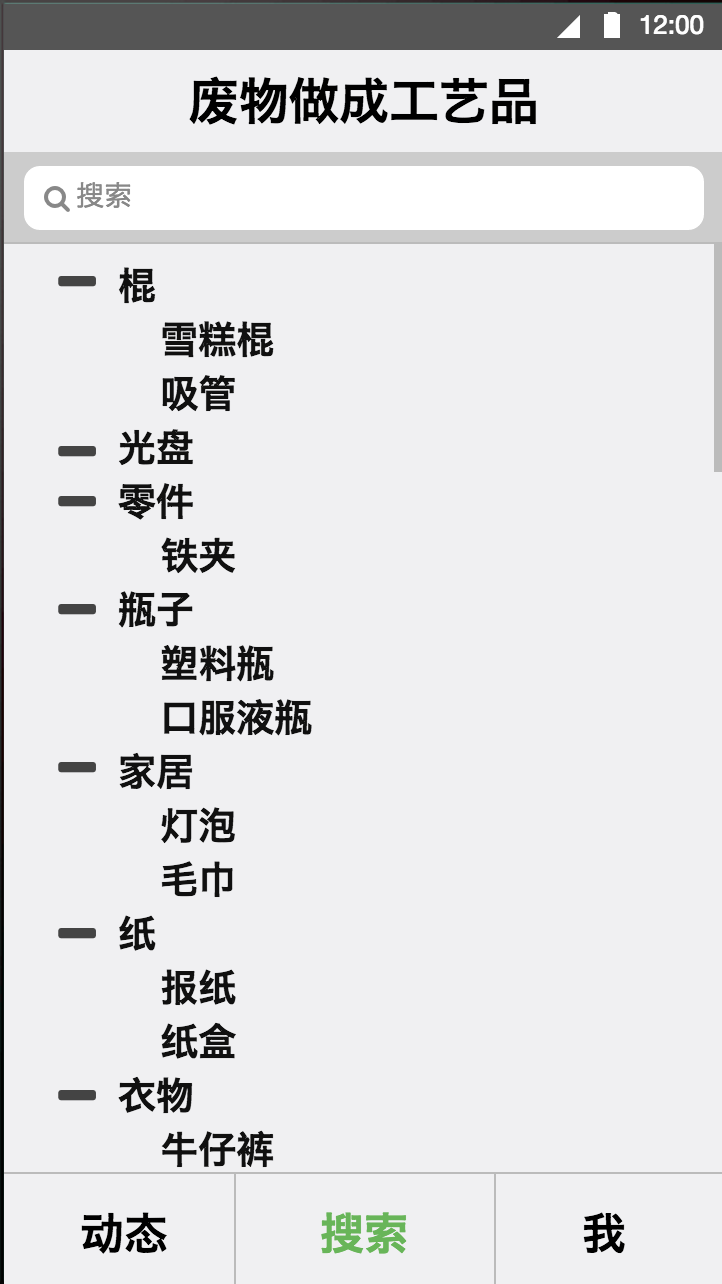 12:00
废物做成工艺品
搜索
棍
雪糕棍
吸管
光盘
零件
铁夹
瓶子
塑料瓶
口服液瓶
家居
灯泡
毛巾
纸
报纸
纸盒
衣物
牛仔裤
动态
搜索
我